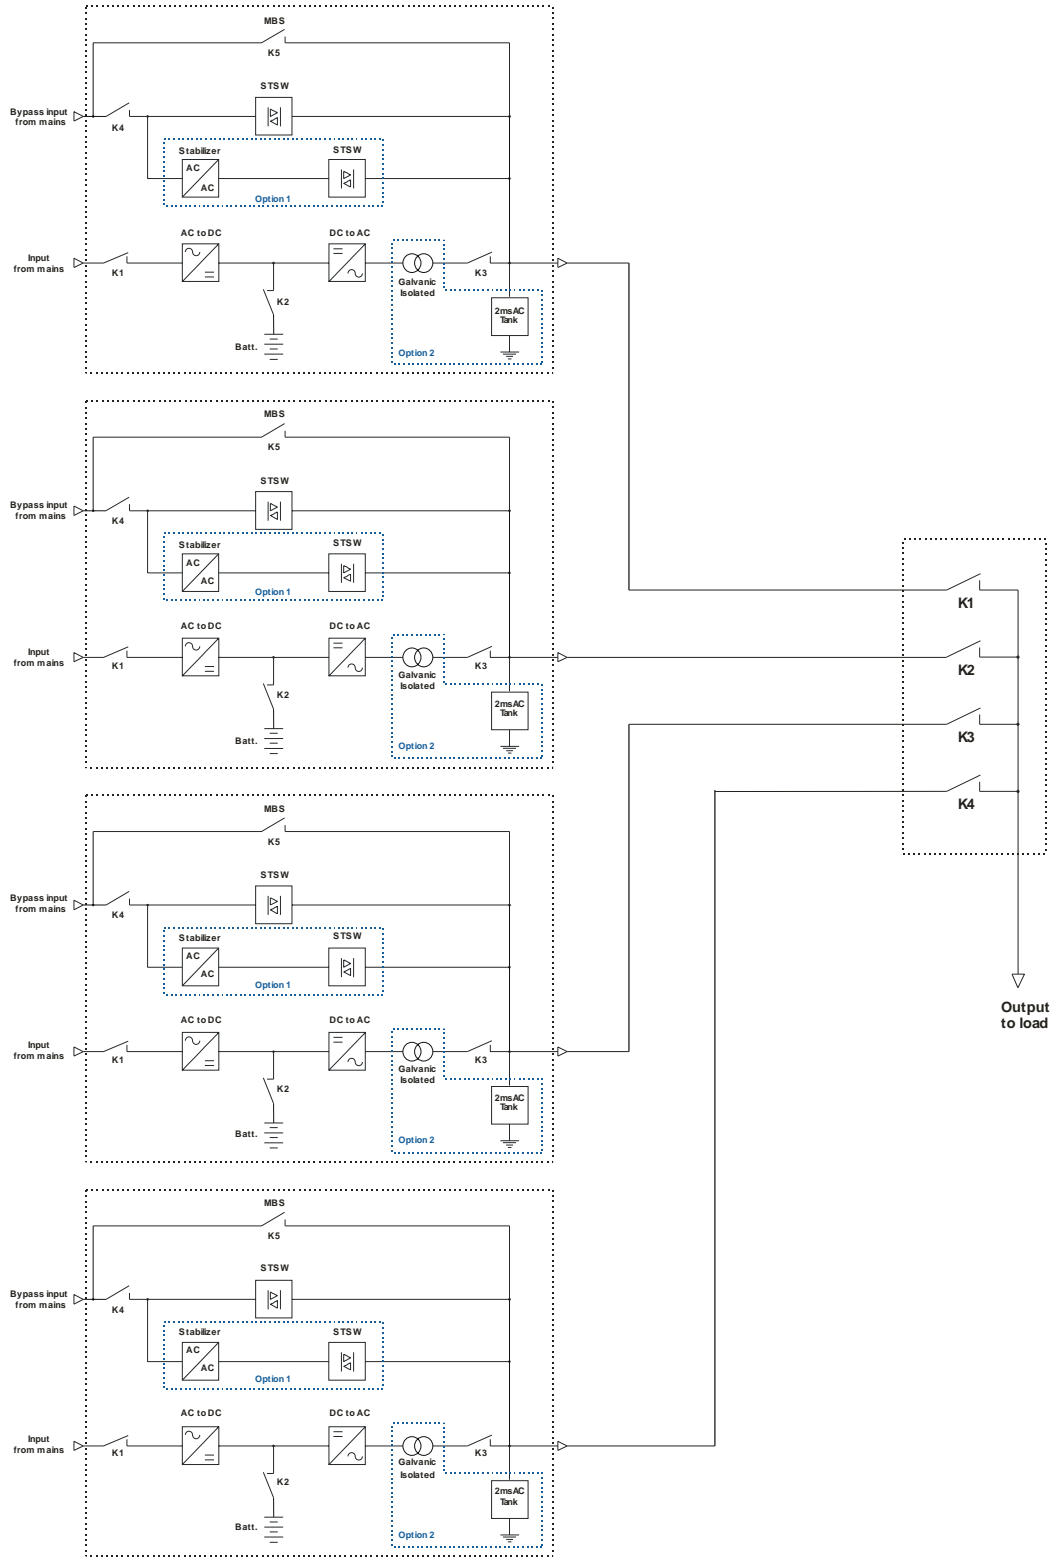 MBS
K5
STSW
Bypass input
from mains
K4
Stabilizer
STSW
AC
AC
Option 1
AC to DC
DC to AC
Input
from mains
K1
K3
Galvanic
Isolated
K2
2msAC
Tank
Batt.
Option 2
MBS
K5
STSW
Bypass input
from mains
K4
Stabilizer
STSW
AC
AC
Option 1
AC to DC
DC to AC
Input
from mains
K1
K3
Galvanic
Isolated
K2
2msAC
Tank
Batt.
Option 2
MBS
K5
STSW
Bypass input
from mains
K4
Stabilizer
STSW
AC
AC
Option 1
AC to DC
DC to AC
Input
from mains
K1
K3
Galvanic
Isolated
K2
2msAC
Tank
Batt.
Option 2
MBS
K5
STSW
Bypass input
from mains
K4
Stabilizer
STSW
AC
AC
Option 1
AC to DC
DC to AC
Input
from mains
K1
K3
Galvanic
Isolated
K2
2msAC
Tank
Batt.
Option 2
K1
K2
K3
K4
Output
to load